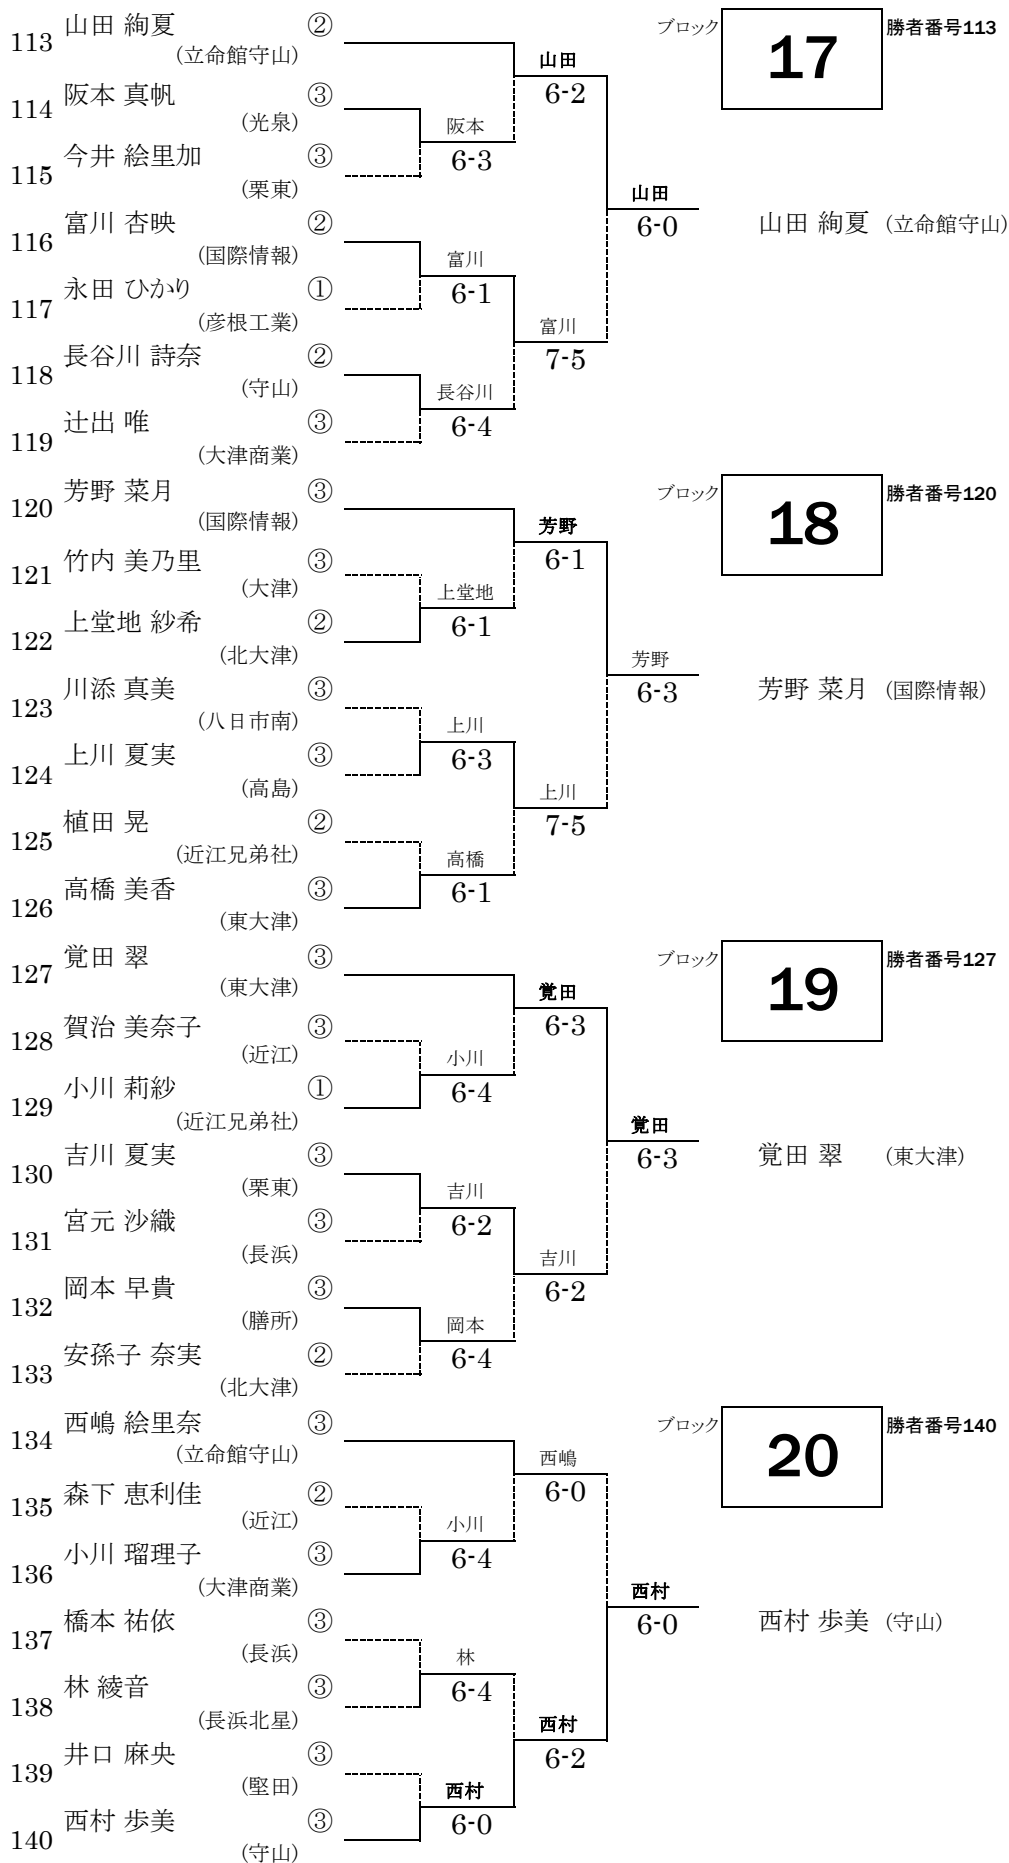 113 山田 絢夏 ②
(立命館守山)
114 阪本 真帆 ③
(光泉)
115 今井 絵里加 ③
(栗東)
116 富川 杏映 ②
(国際情報)
117 永田 ひかり ①
(彦根工業)
118 長谷川 詩奈 ②
(守山)
119 辻出 唯 ③
(大津商業)
阪本
6-3
富川
6-1
長谷川
6-4
山田
6-2
富川
7-5
山田
6-0
ブロック 17 勝者番号113
山田 絢夏 (立命館守山)
120 芳野 菜月 ③
(国際情報)
121 竹内 美乃里 ③
(大津)
122 上堂地 紗希 ②
(北大津)
123 川添 真美 ③
(八日市南)
124 上川 夏実 ③
(高島)
125 植田 晃 ②
(近江兄弟社)
126 高橋 美香 ③
(東大津)
上堂地
6-1
上川
6-3
高橋
6-1
芳野
6-1
上川
7-5
芳野
6-3
ブロック 18 勝者番号120
芳野 菜月 (国際情報)
127 覚田 翠 ③
(東大津)
128 賀治 美奈子 ③
(近江)
129 小川 莉紗 ①
(近江兄弟社)
130 吉川 夏実 ③
(栗東)
131 宮元 沙織 ③
(長浜)
132 岡本 早貴 ③
(膳所)
133 安孫子 奈実 ②
(北大津)
小川
6-4
吉川
6-2
岡本
6-4
覚田
6-3
吉川
6-2
覚田
6-3
ブロック 19 勝者番号127
覚田 翠 (東大津)
134 西嶋 絵里奈 ③
(立命館守山)
135 森下 恵利佳 ②
(近江)
136 小川 瑠理子 ③
(大津商業)
137 橋本 祐依 ③
(長浜)
138 林 綾音 ③
(長浜北星)
139 井口 麻央 ③
(堅田)
140 西村 歩美 ③
(守山)
小川
6-4
林
6-4
西村
6-0
西嶋
6-0
西村
6-2
西村
6-0
ブロック 20 勝者番号140
西村 歩美 (守山)